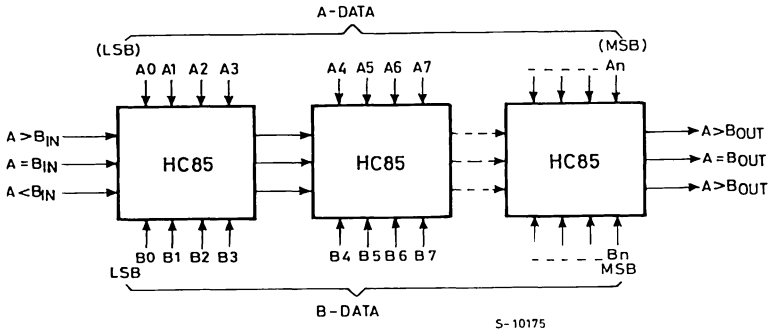 A-DATA
(LSB) (MSB)
A0 A1 A2 A3 A4 A5 A6 A7 An
A>BIN HC85 HC85 HC85 A>BOUT
A=BIN A=BOUT
A<BIN A>BOUT
B0 B1 B2 B3 B4 B5 B6 B7 Bn
LSB MSB
B-DATA
S-10175